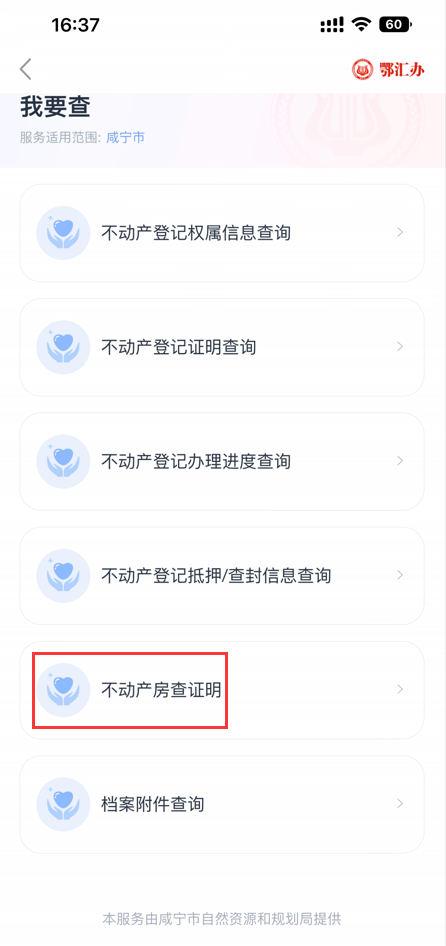 16:37
60
鄂汇办
我要查
服务适用范围: 咸宁市
不动产登记权属信息查询
不动产登记证明查询
不动产登记办理进度查询
不动产登记抵押/查封信息查询
不动产房查证明
档案附件查询
本服务由咸宁市自然资源和规划局提供